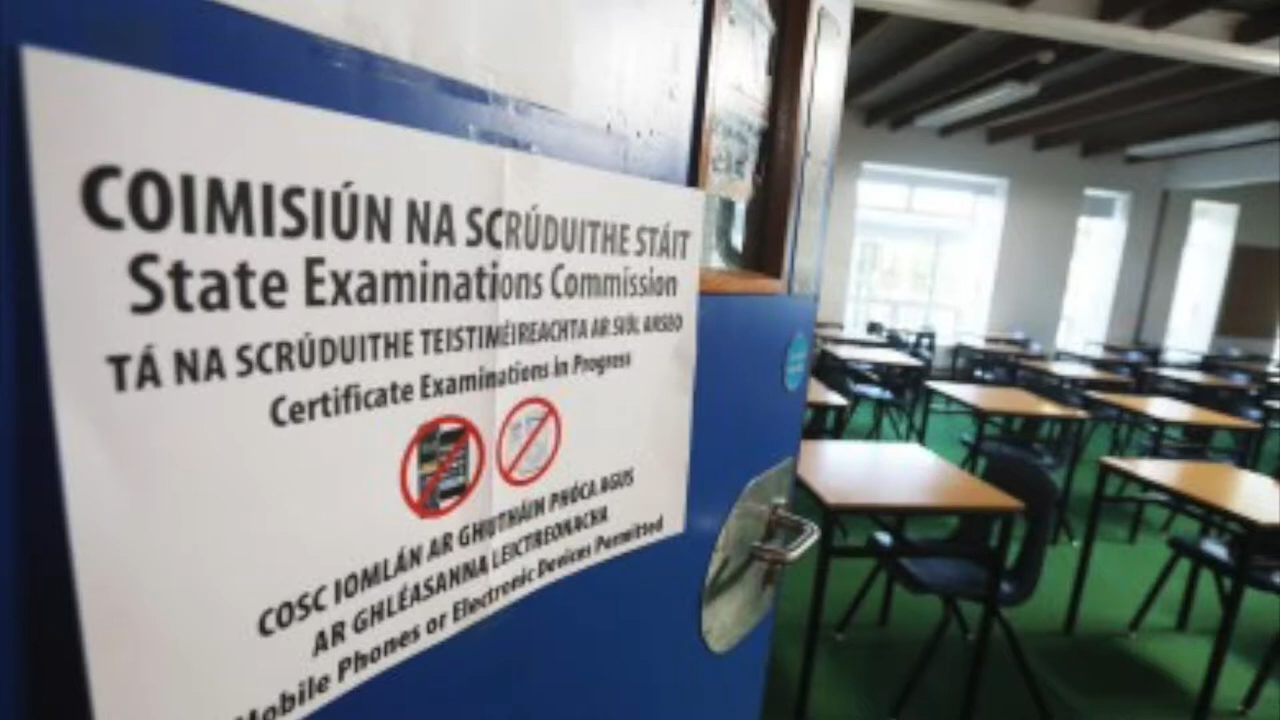 COIMISIÚN NA SCRÚDUITHE STÁIT
State Examinations Commission
TÁ NA SCRÚDUITHE TEISTIMÉIREACHTA AR SIÚL ANSEO
Certificate Examinations in Progress
COSC IOMLÁN AR GHUTHÁIN PHÓCA AGUS
AR GHLÉASANNA LEICTREONACHA
Mobile Phones or Electronic Devices Permitted